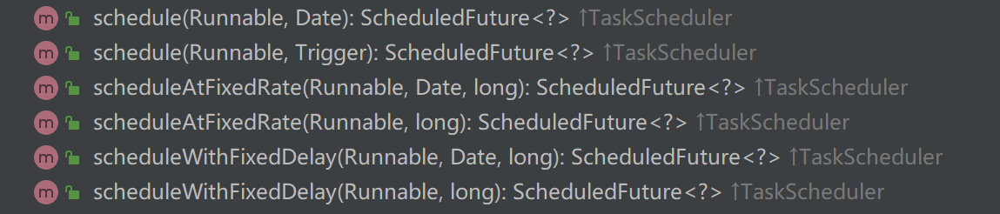 m schedule(Runnable, Date): ScheduledFuture<?> ↑TaskScheduler
m schedule(Runnable, Trigger): ScheduledFuture<?> ↑TaskScheduler
m scheduleAtFixedRate(Runnable, Date, long): ScheduledFuture<?> ↑TaskScheduler
m scheduleAtFixedRate(Runnable, long): ScheduledFuture<?> ↑TaskScheduler
m scheduleWithFixedDelay(Runnable, Date, long): ScheduledFuture<?> ↑TaskScheduler
m scheduleWithFixedDelay(Runnable, long): ScheduledFuture<?> ↑TaskScheduler